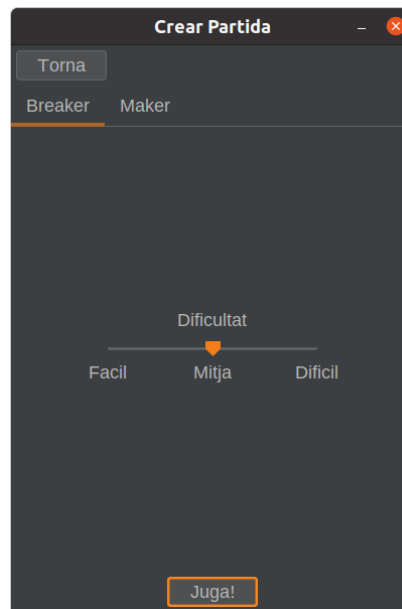 Crear Partida
Torna
Breaker Maker
Dificultat
Facil Mitja Dificil
Juga!